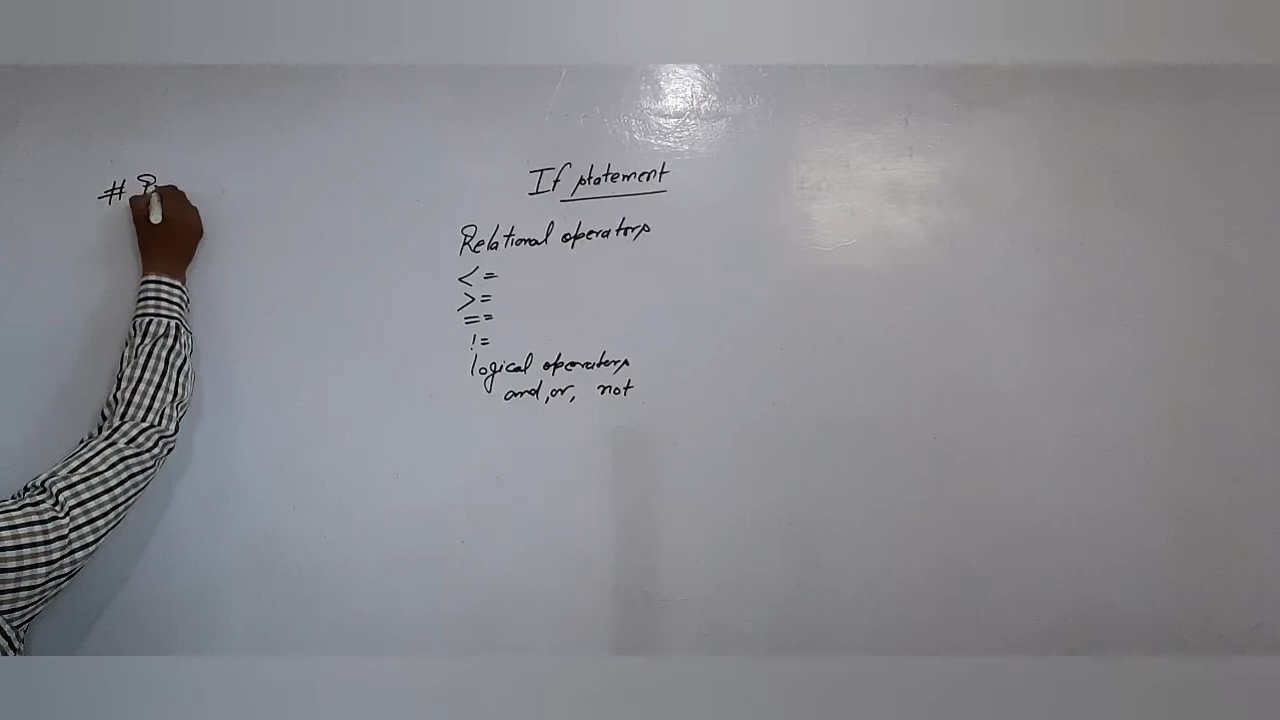 If statement
#
Relational operators
<=
>=
==
!=
logical operators
and, or, not